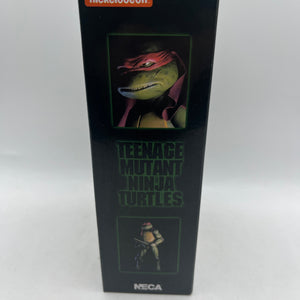 nickelodeon
TEENAGE
MUTANT
NINJA
TURTLES
NECA